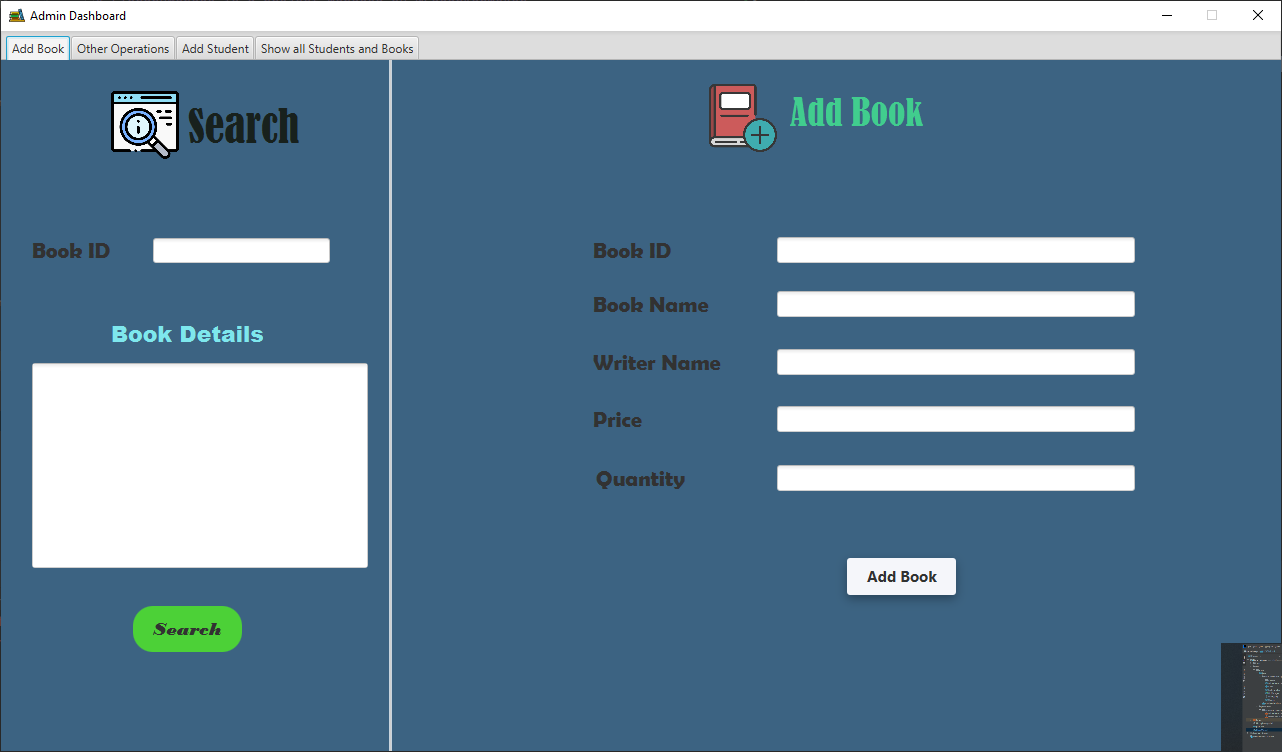 Admin Dashboard
Add Book
Other Operations
Add Student
Show all Students and Books
Search
Book ID
Book Details
Search
Add Book
Book ID
Book Name
Writer Name
Price
Quantity
Add Book